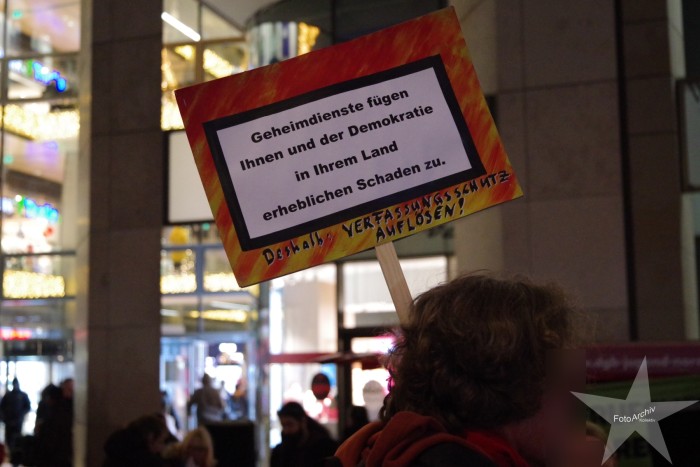 Geheimdienste fügen
Ihnen und der Demokratie
in Ihrem Land
erheblichen Schaden zu.
Deshalb: VERFASSUNGSSCHUTZ
AUFLÖSEN!
FotoArchiv